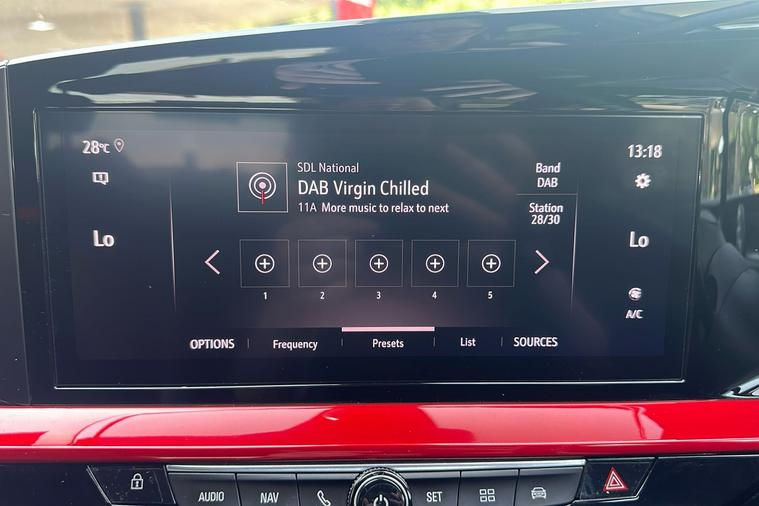 28°C
13:18
SDL National
DAB Virgin Chilled
11A More music to relax to next
Band
DAB
Station
28/30
Lo
Lo
1 2 3 4 5
A/C
OPTIONS Frequency Presets List SOURCES
AUDIO NAV SET